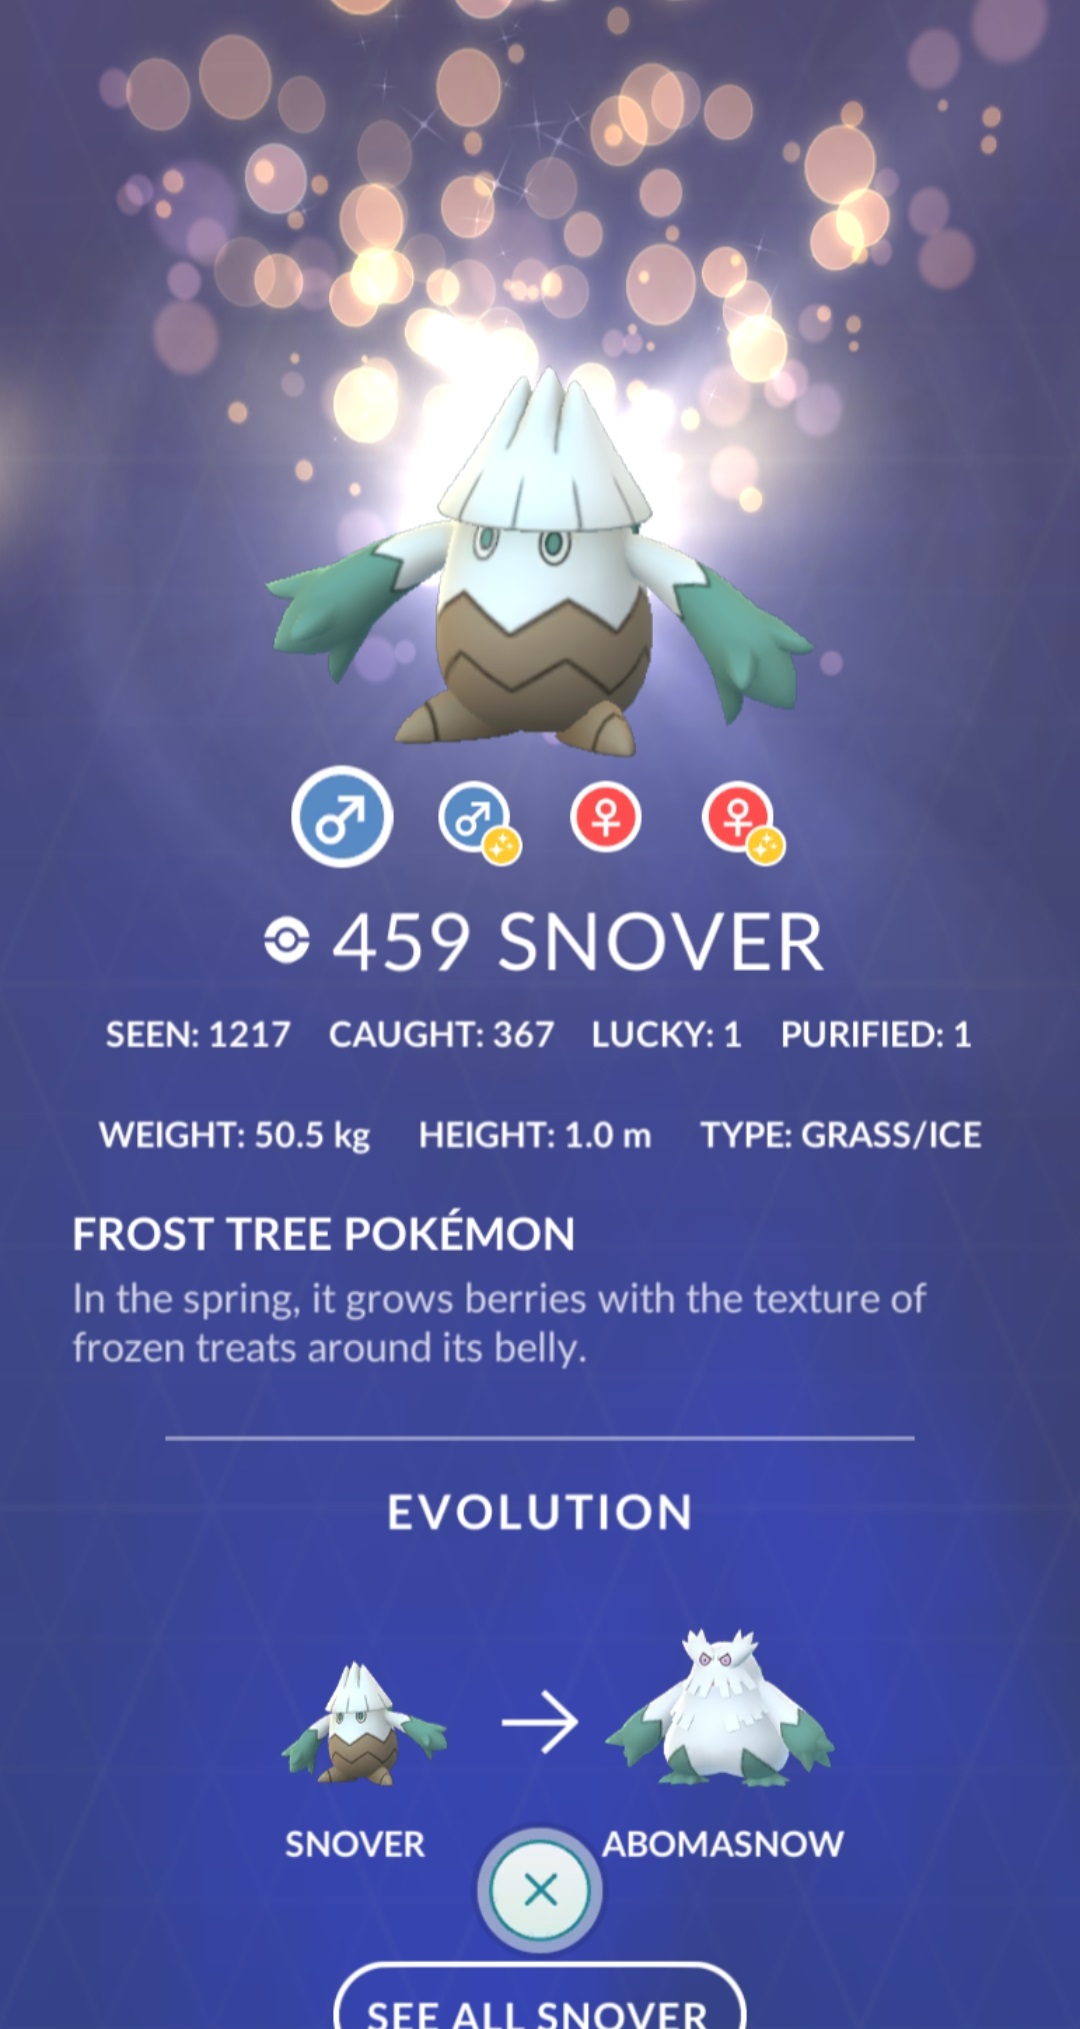 459 SNOVER
SEEN: 1217 CAUGHT: 367 LUCKY: 1 PURIFIED: 1
WEIGHT: 50.5 kg HEIGHT: 1.0 m TYPE: GRASS/ICE
FROST TREE POKÉMON
In the spring, it grows berries with the texture of
frozen treats around its belly.
EVOLUTION
SNOVER ABOMASNOW
SEE ALL SNOVER